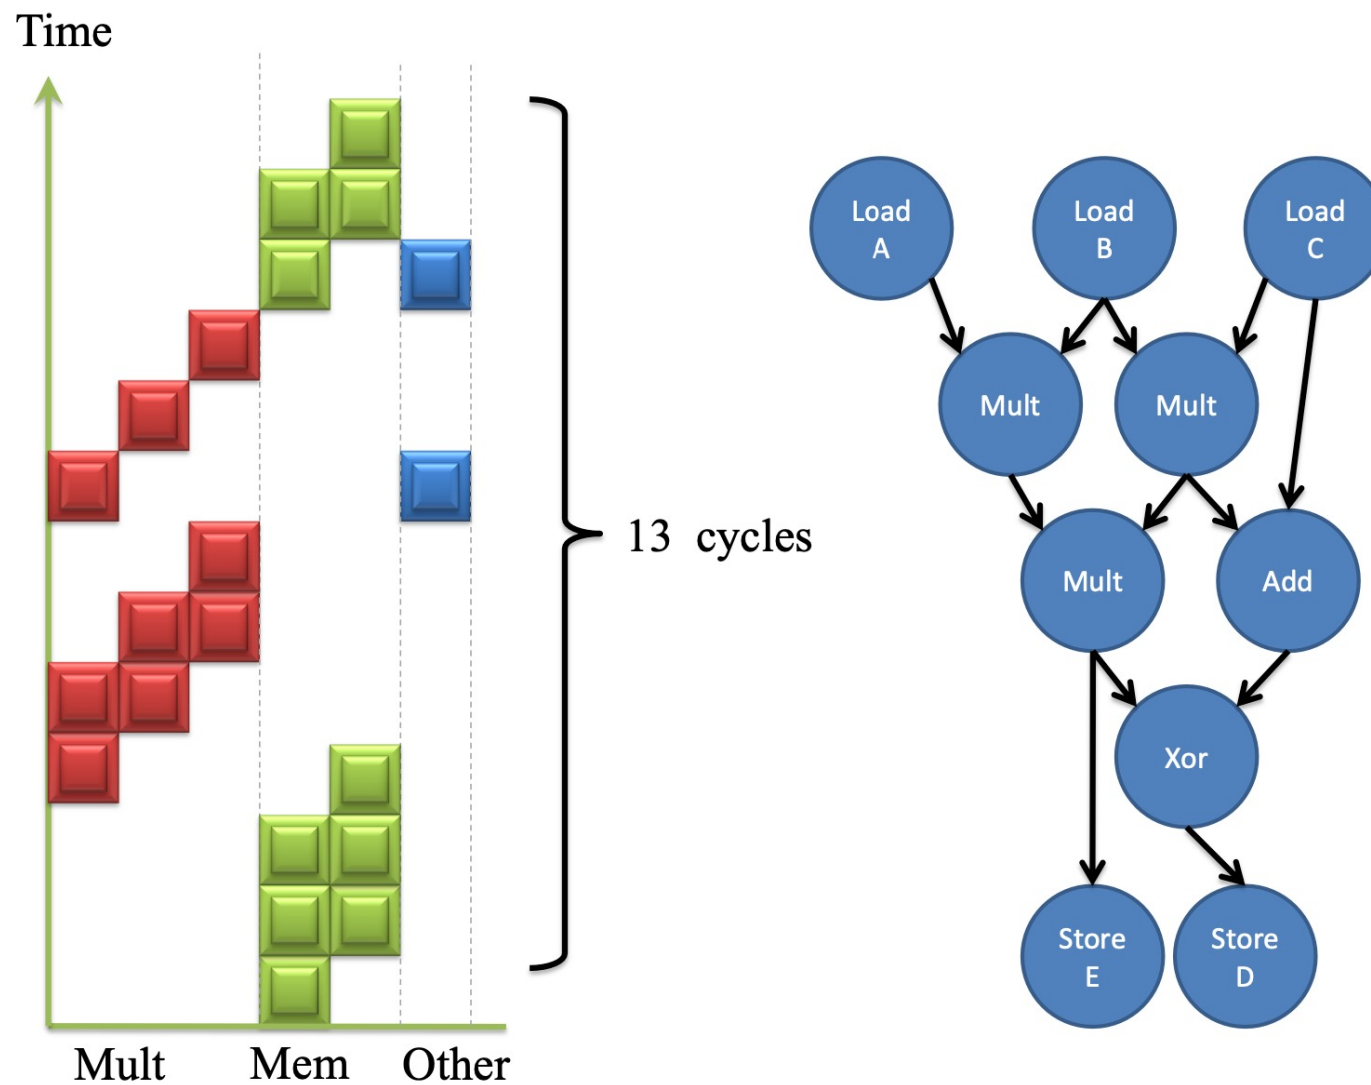 Time
Load
A
Load
B
Load
C
Mult
Mult
13 cycles
Mult
Add
Xor
Store
E
Store
D
Mult
Mem
Other